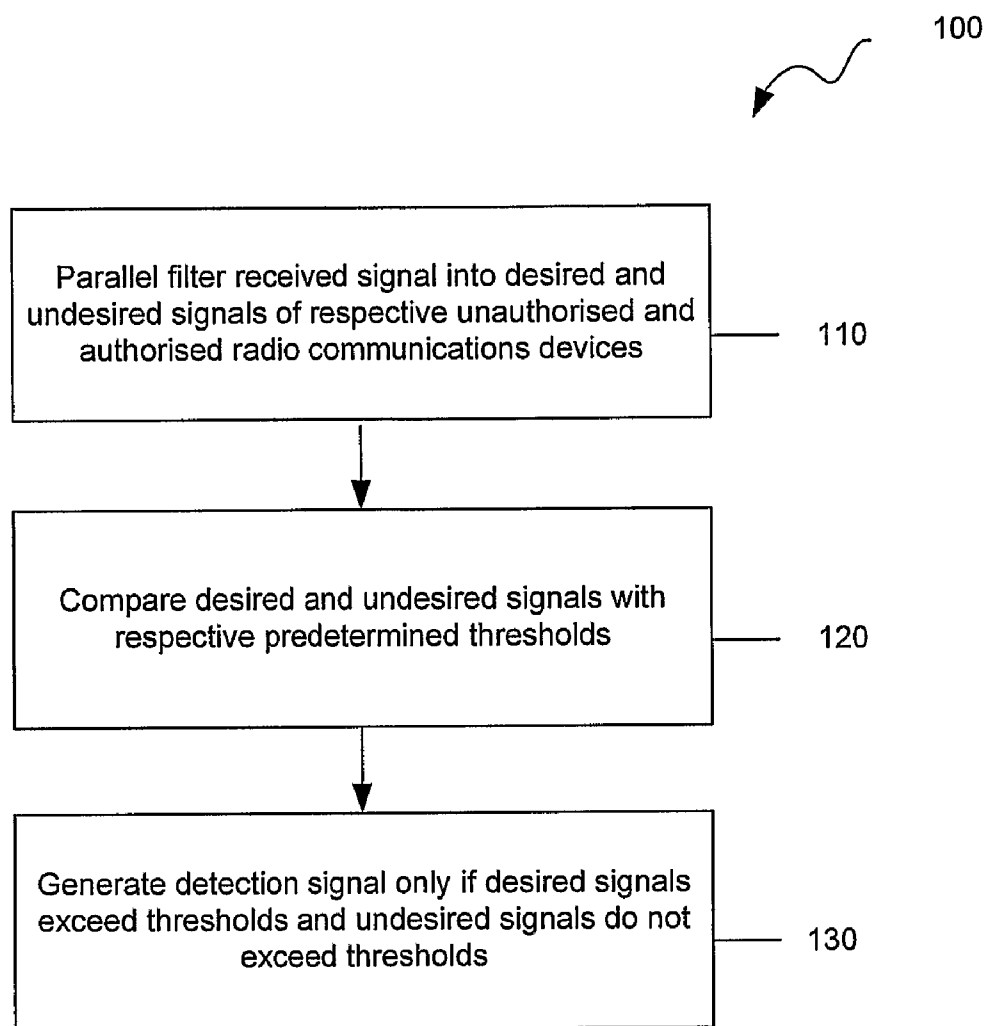 100
Parallel filter received signal into desired and
undesired signals of respective unauthorised and
authorised radio communications devices
110
Compare desired and undesired signals with
respective predetermined thresholds
120
Generate detection signal only if desired signals
exceed thresholds and undesired signals do not
exceed thresholds
130